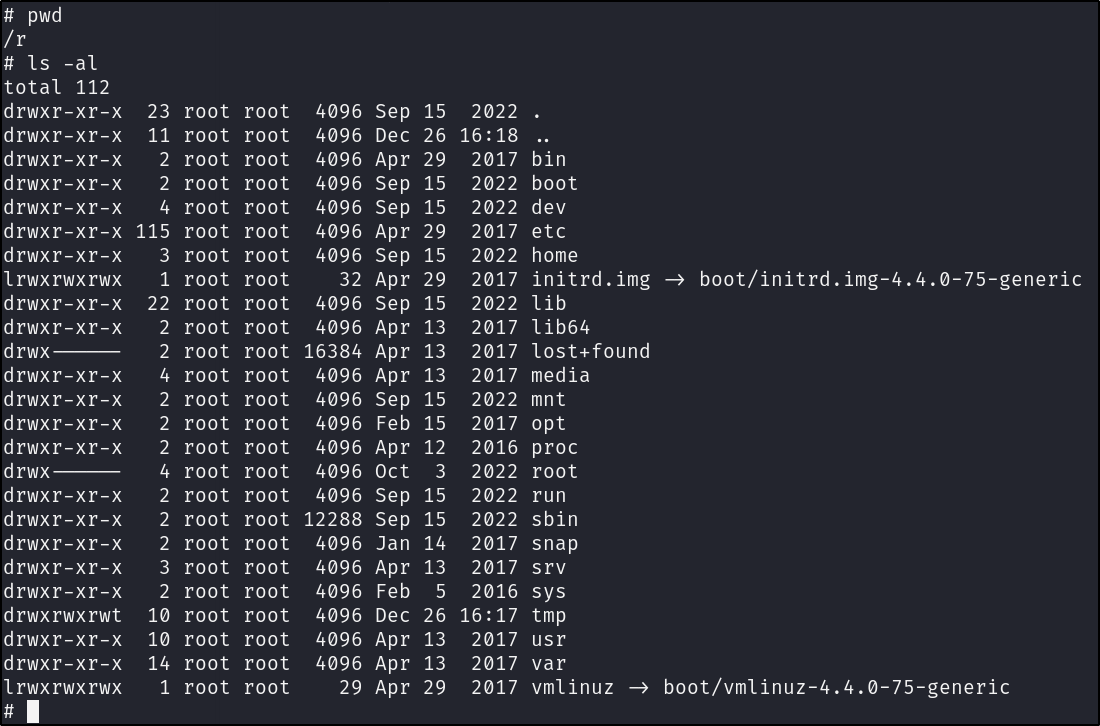 # pwd
/r
# ls -al
total 112
drwxr-xr-x  23 root root  4096 Sep 15  2022 .
drwxr-xr-x  11 root root  4096 Dec 26 16:18 ..
drwxr-xr-x   2 root root  4096 Apr 29  2017 bin
drwxr-xr-x   2 root root  4096 Sep 15  2022 boot
drwxr-xr-x   4 root root  4096 Sep 15  2022 dev
drwxr-xr-x 115 root root  4096 Apr 29  2017 etc
drwxr-xr-x   3 root root  4096 Sep 15  2022 home
lrwxrwxrwx   1 root root    32 Apr 29  2017 initrd.img -> boot/initrd.img-4.4.0-75-generic
drwxr-xr-x  22 root root  4096 Sep 15  2022 lib
drwxr-xr-x   2 root root  4096 Apr 13  2017 lib64
drwx------   2 root root 16384 Apr 13  2017 lost+found
drwxr-xr-x   4 root root  4096 Apr 13  2017 media
drwxr-xr-x   2 root root  4096 Sep 15  2022 mnt
drwxr-xr-x   2 root root  4096 Feb 15  2017 opt
drwxr-xr-x   2 root root  4096 Apr 12  2016 proc
drwx------   4 root root  4096 Oct  3  2022 root
drwxr-xr-x   2 root root  4096 Sep 15  2022 run
drwxr-xr-x   2 root root 12288 Sep 15  2022 sbin
drwxr-xr-x   2 root root  4096 Jan 14  2017 snap
drwxr-xr-x   3 root root  4096 Apr 13  2017 srv
drwxr-xr-x   2 root root  4096 Feb  5  2016 sys
drwxrwxrwt  10 root root  4096 Dec 26 16:17 tmp
drwxr-xr-x  10 root root  4096 Apr 13  2017 usr
drwxr-xr-x  14 root root  4096 Apr 13  2017 var
lrwxrwxrwx   1 root root    29 Apr 29  2017 vmlinuz -> boot/vmlinuz-4.4.0-75-generic
#